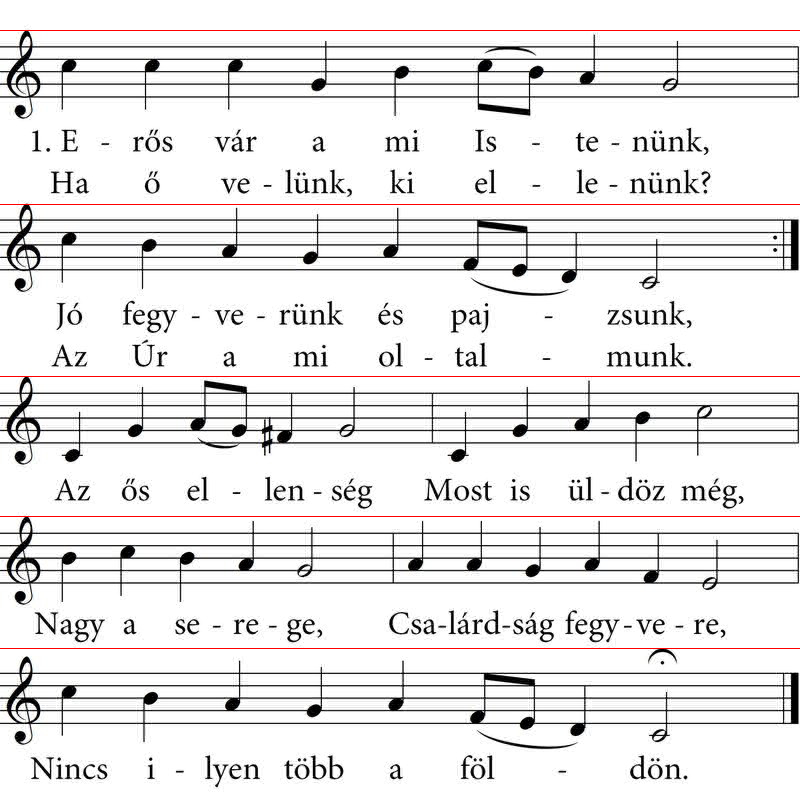 1. E - rős vár a mi Is - te - nünk,
Ha ő ve - lünk, ki el - le - nünk?
Jó fegy - ve - rünk és paj - zsunk,
Az Úr a mi ol - tal - munk.
Az ős el - len - ség Most is ül - döz még,
Nagy a se - re - ge, Csa-lárd-ság fegy-ve - re,
Nincs i - lyen több a föl - dön.